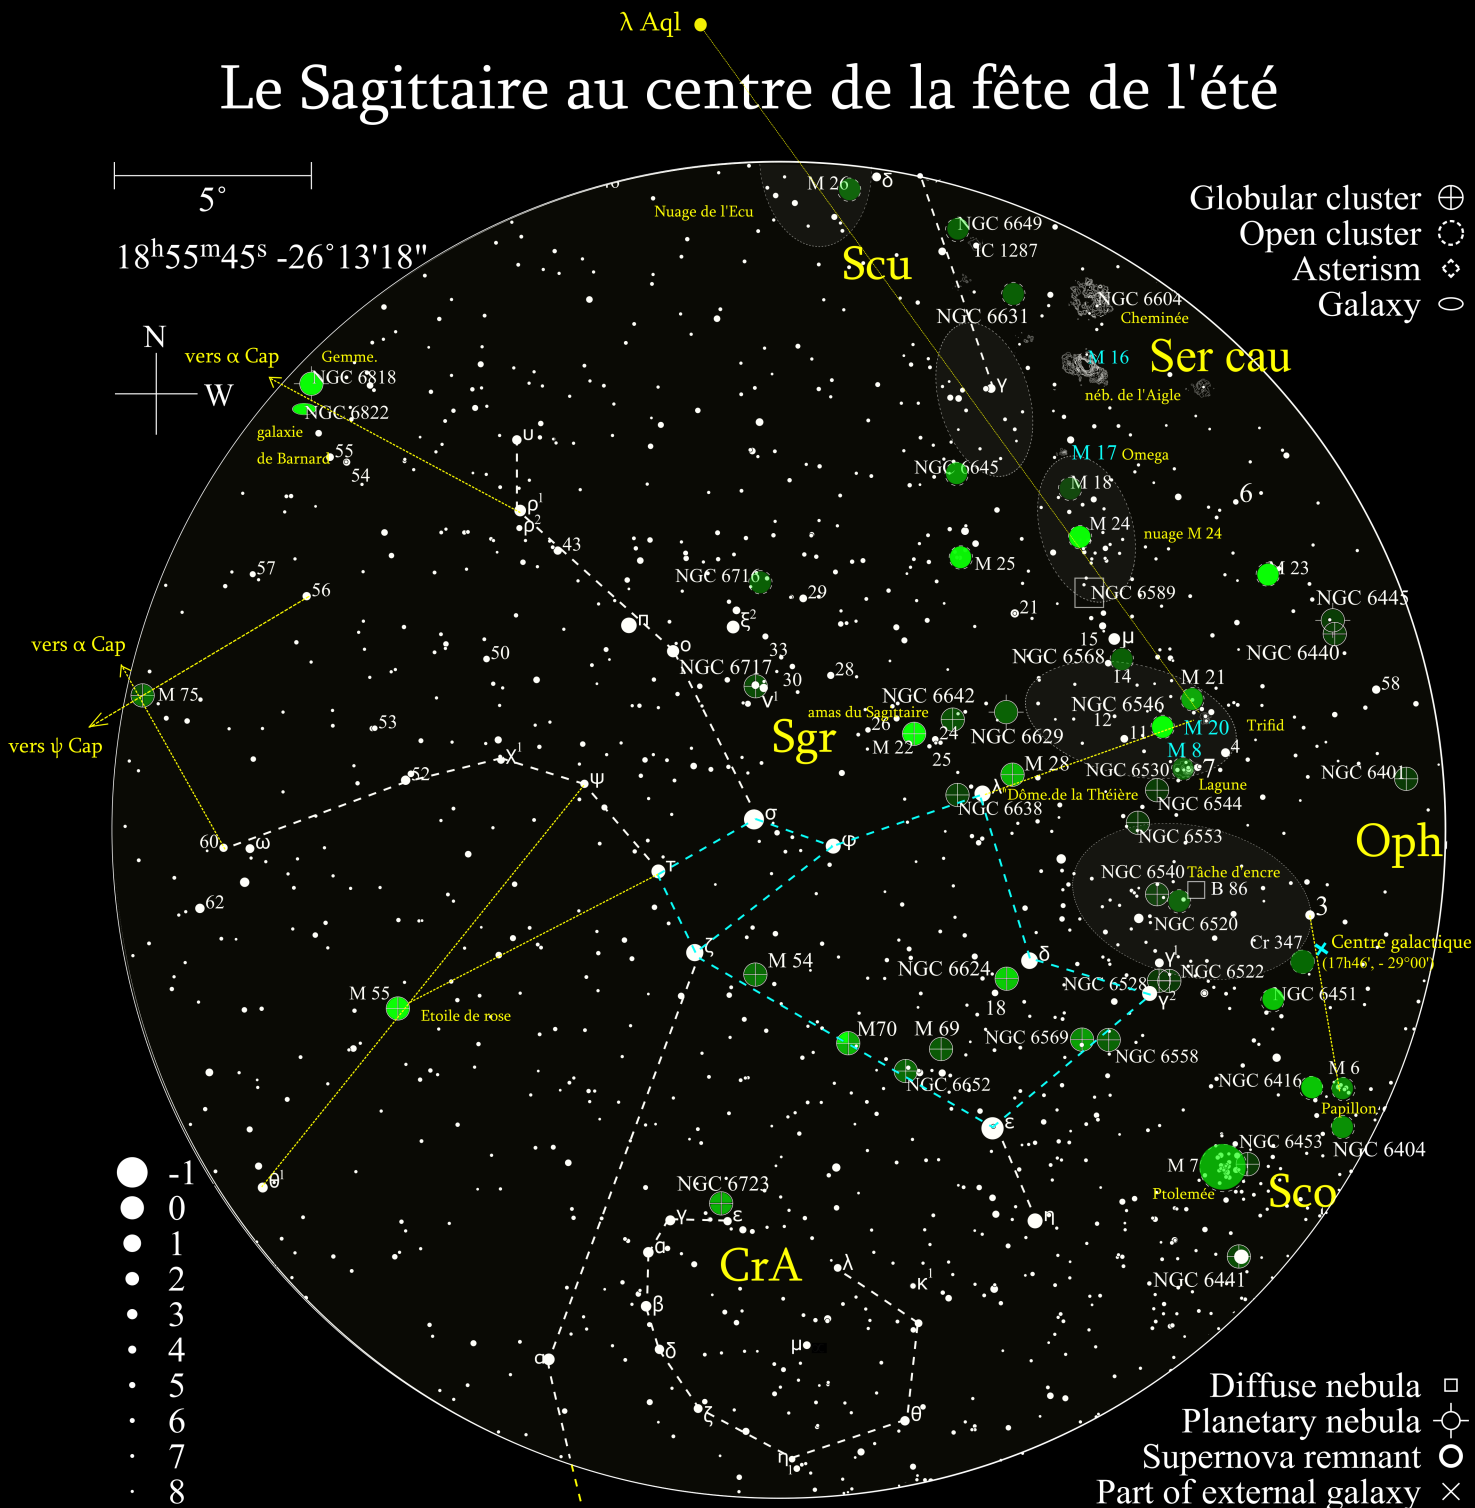 λ Aql
Le Sagittaire au centre de la fête de l'été
5°
18h55m45s -26°13'18"
N
W
Globular cluster
Open cluster
Asterism
Galaxy
M 26
δ
Nuage de l'Ecu
NGC 6649
IC 1287
Scu
NGC 6631
NGC 6604
Cheminée
M 16
Ser cau
néb. de l'Aigle
γ
vers α Cap
Gemme.
NGC 6818
NGC 6822
galaxie
de Barnard
55
54
υ
ρ1
ρ2
43
57
56
NGC 6645
M 17
Omega
M 18
6
M 24
nuage M 24
M 25
M 23
NGC 6716
29
NGC 6589
NGC 6445
21
π
ξ2
15
μ
vers α Cap
50
ο
33
NGC 6717
30
28
ν1
NGC 6568
14
NGC 6440
M 75
58
M 21
NGC 6642
NGC 6546
amas du Sagittaire
12
53
Sgr
26
M 22
24
25
NGC 6629
11
M 20
Trifid
vers ψ Cap
χ1
52
ψ
M 28
M 8
4
NGC 6530
7
Lagune
NGC 6401
λ
Dôme de la Théière
NGC 6638
NGC 6544
σ
NGC 6553
60
ω
φ
Oph
τ
NGC 6540
Tâche d'encre
B 86
62
NGC 6520
3
ζ
M 54
NGC 6624
δ
γ1
Cr 347
Centre galactique
(17h46', - 29°00')
NGC 6528
NGC 6522
γ2
M 55
Etoile de rose
18
NGC 6451
M70
M 69
NGC 6569
NGC 6558
NGC 6652
NGC 6416
M 6
Papillon
ε
NGC 6404
NGC 6453
M 7
Ptolemée
Sco
θ1
NGC 6723
γ
ε
η
α
CrA
λ
κ1
NGC 6441
β
μ
δ
α
ζ
θ
η1
-1
0
1
2
3
4
5
6
7
8
Diffuse nebula
Planetary nebula
Supernova remnant
Part of external galaxy